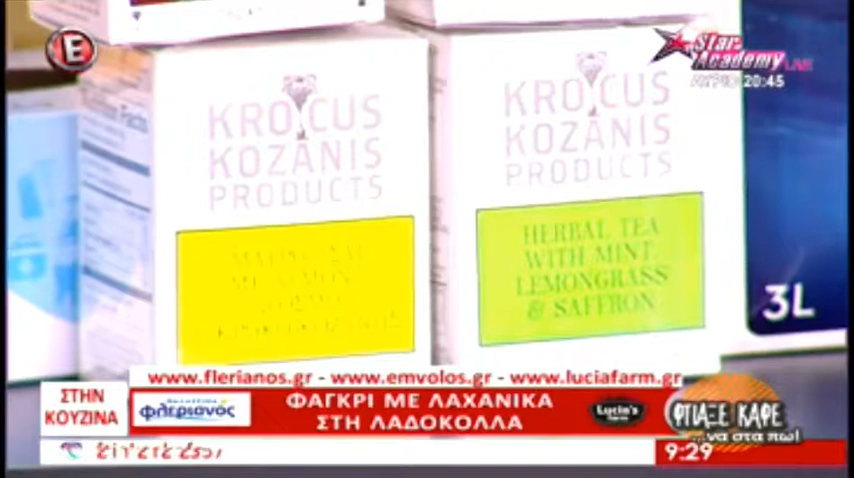 E
Star
Academy LIVE
ΑΥΡΙΟ 20:45
KROCUS
KOZANIS
PRODUCTS
KROCUS
KOZANIS
PRODUCTS
HERBAL TEA
WITH MINT,
LEMONGRASS
& SAFFRON
3L
www.flerianos.gr - www.emvolos.gr - www.luciafarm.gr
ΣΤΗΝ
ΚΟΥΖΙΝΑ
φλεριανός
ΦΑΓΚΡΙ ΜΕ ΛΑΧΑΝΙΚΑ
ΣΤΗ ΛΑΔΟΚΟΛΛΑ
Lucia's
ΦΤΙΑΞΕ ΚΑΦΕ
...να στα πω!
9:29